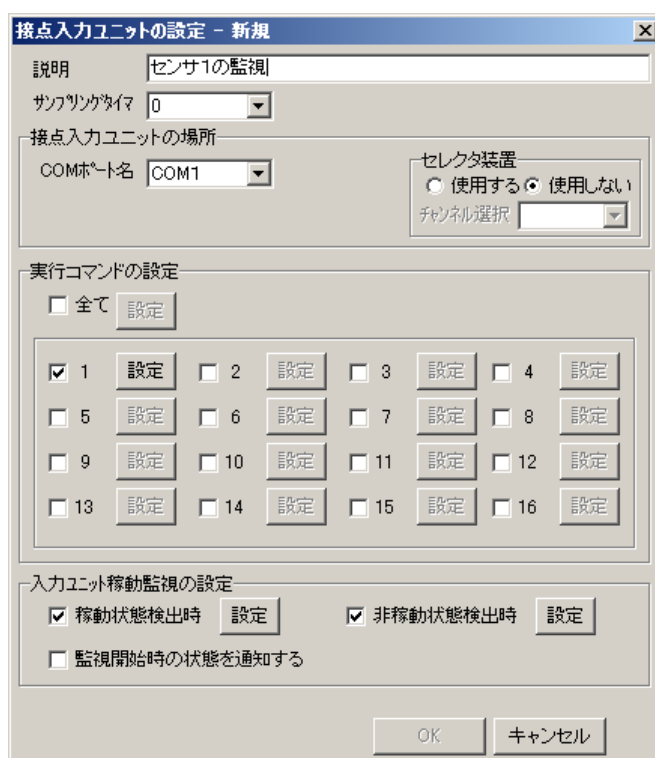 接点入力ユニットの設定 - 新規
説明 センサ1の監視
サンプリングタイマ 0
接点入力ユニットの場所
COMポート名 COM1
セレクタ装置
使用する 使用しない
チャンネル選択
実行コマンドの設定
全て 設定
1 設定 2 設定 3 設定 4 設定
5 設定 6 設定 7 設定 8 設定
9 設定 10 設定 11 設定 12 設定
13 設定 14 設定 15 設定 16 設定
入力ユニット稼動監視の設定
稼動状態検出時 設定 非稼動状態検出時 設定
監視開始時の状態を通知する
OK キャンセル